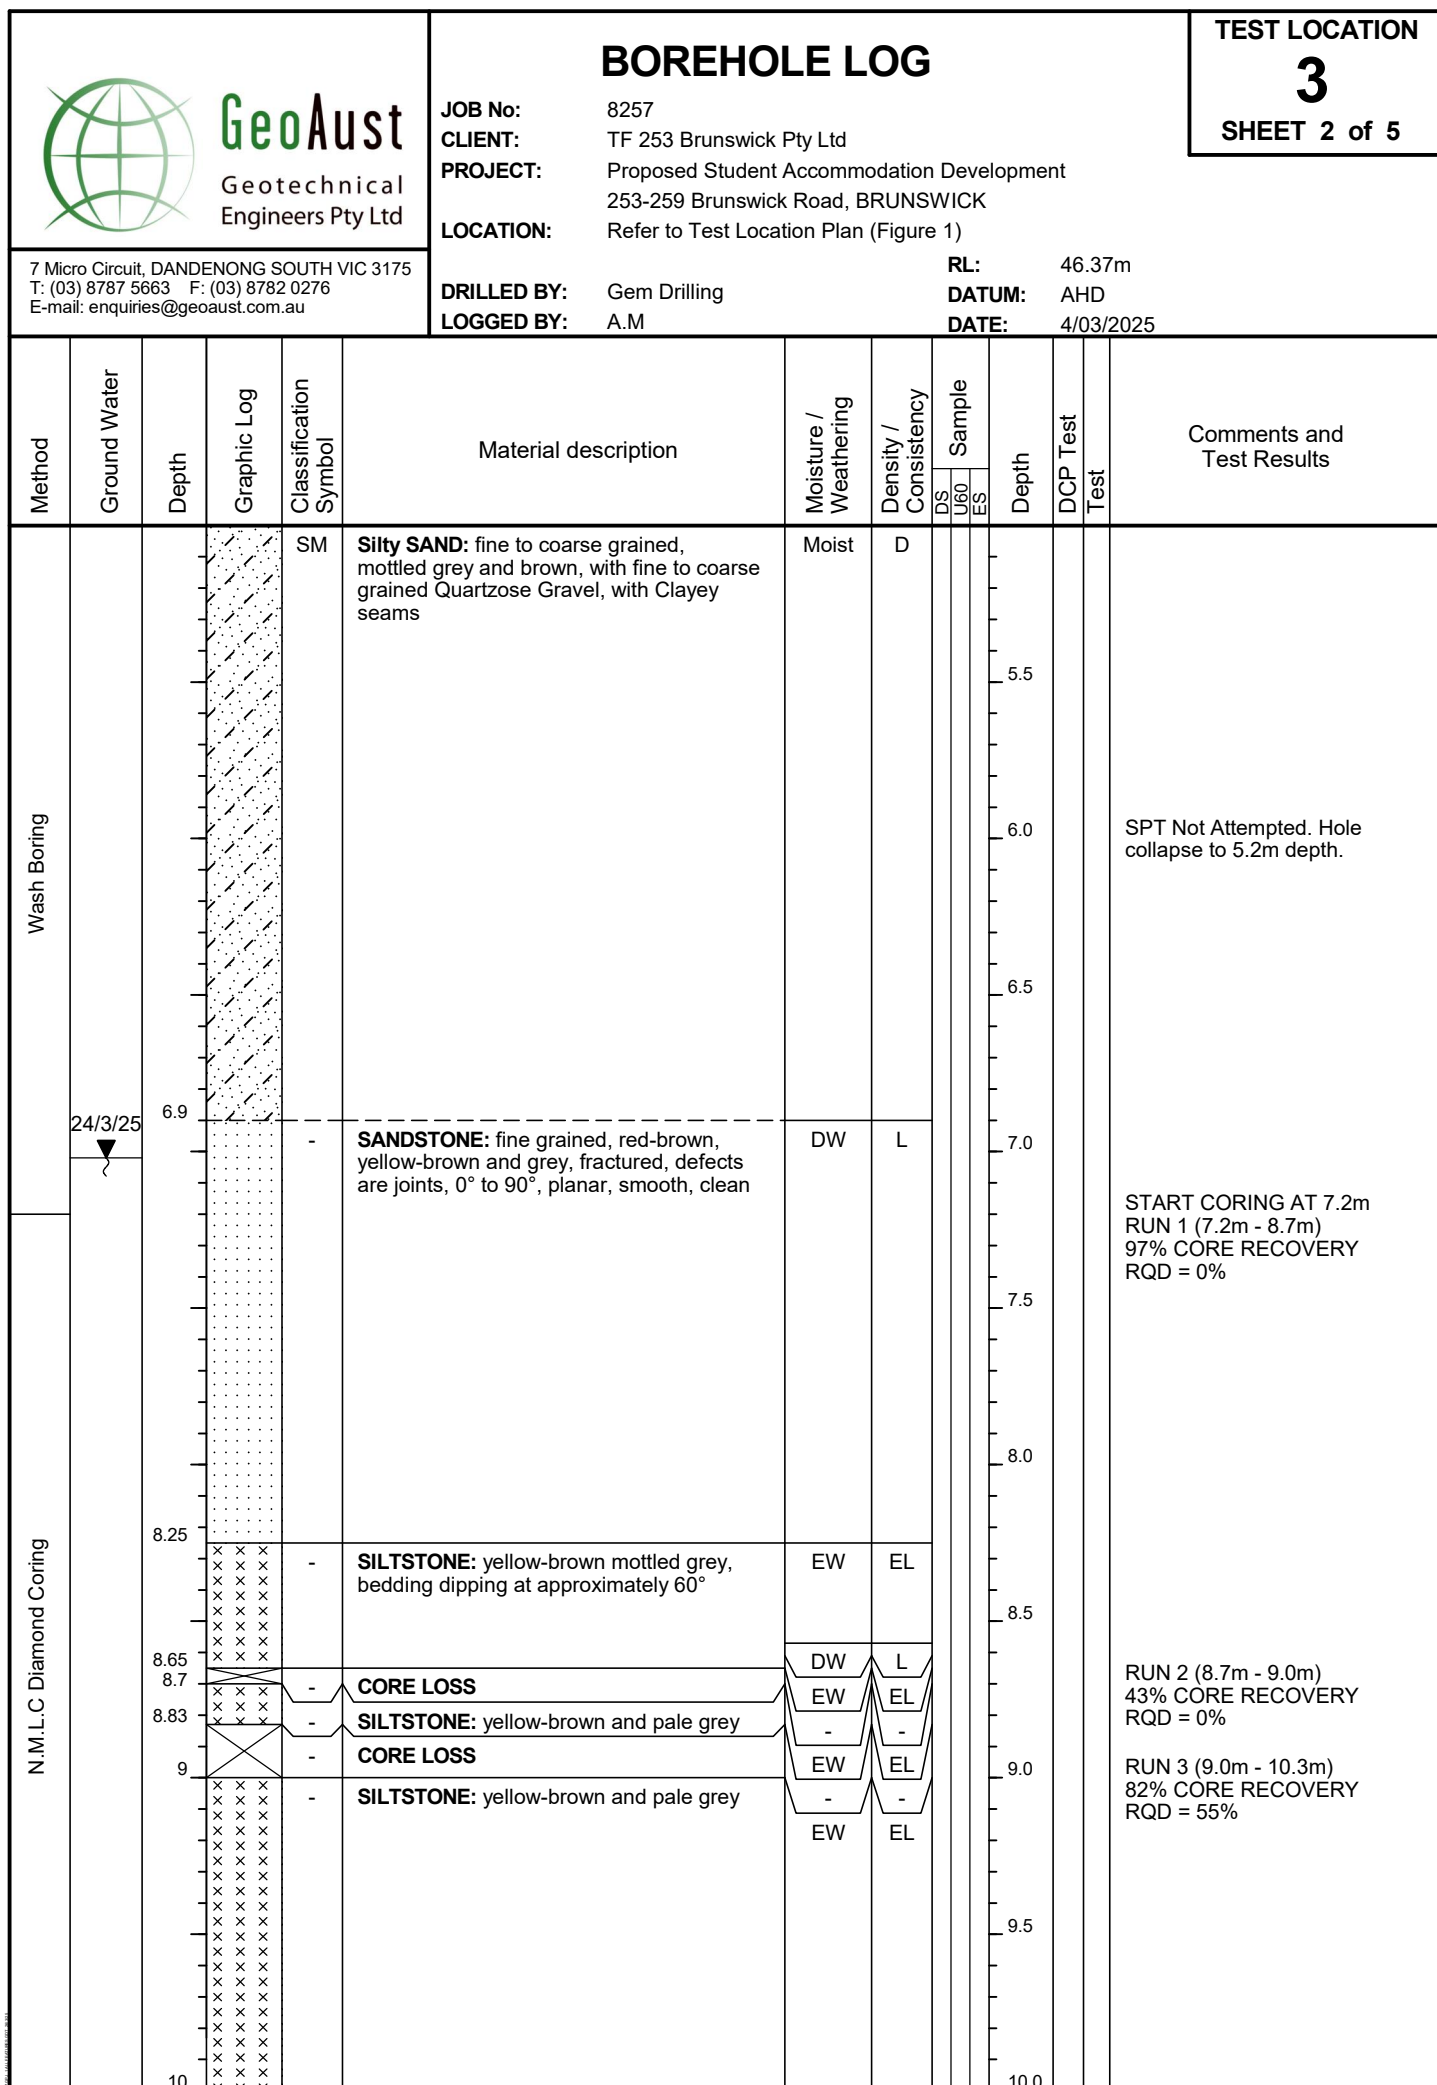 GeoAust
Geotechnical
Engineers Pty Ltd
7 Micro Circuit, DANDENONG SOUTH VIC 3175
T: (03) 8787 5663 F: (03) 8782 0276
E-mail: enquiries@geoaust.com.au
BOREHOLE LOG
JOB No: 8257
CLIENT: TF 253 Brunswick Pty Ltd
PROJECT: Proposed Student Accommodation Development
253-259 Brunswick Road, BRUNSWICK
LOCATION: Refer to Test Location Plan (Figure 1)
RL: 46.37m
DRILLED BY: Gem Drilling
DATUM: AHD
LOGGED BY: A.M
DATE: 4/03/2025
TEST LOCATION
3
SHEET 2 of 5
Method
Ground Water
Depth
Graphic Log
Classification
Symbol
Material description
Moisture /
Weathering
Density /
Consistency
Sample
DS
U60
ES
Depth
DCP Test
Test
Comments and
Test Results
Wash Boring
SM
Silty SAND: fine to coarse grained,
mottled grey and brown, with fine to coarse
grained Quartzose Gravel, with Clayey
seams
Moist
D
5.5
6.0
SPT Not Attempted. Hole
collapse to 5.2m depth.
6.5
24/3/25
6.9
-
SANDSTONE: fine grained, red-brown,
yellow-brown and grey, fractured, defects
are joints, 0° to 90°, planar, smooth, clean
DW
L
7.0
START CORING AT 7.2m
RUN 1 (7.2m - 8.7m)
97% CORE RECOVERY
RQD = 0%
7.5
8.0
N.M.L.C Diamond Coring
8.25
-
SILTSTONE: yellow-brown mottled grey,
bedding dipping at approximately 60°
EW
EL
8.5
8.65
DW
L
8.7
-
CORE LOSS
EW
EL
RUN 2 (8.7m - 9.0m)
43% CORE RECOVERY
RQD = 0%
8.83
-
SILTSTONE: yellow-brown and pale grey
-
-
-
CORE LOSS
EW
EL
9
9.0
RUN 3 (9.0m - 10.3m)
82% CORE RECOVERY
RQD = 55%
-
SILTSTONE: yellow-brown and pale grey
-
-
EW
EL
9.5
10
10.0